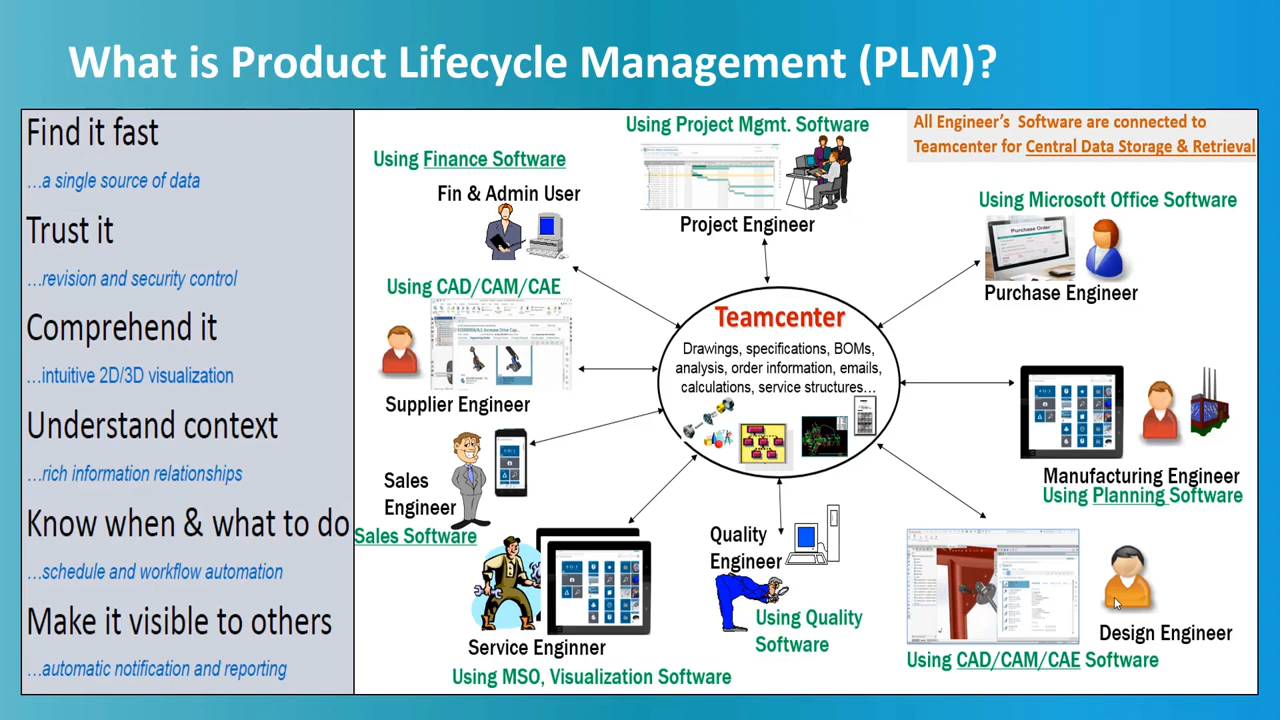 What is Product Lifecycle Management (PLM)?
Find it fast
...a single source of data
Trust it
...revision and security control
Comprehend it
...intuitive 2D/3D visualization
Understand context
...rich information relationships
Know when & what to do
...schedule and workflow automation
Make it visible to others
...automatic notification and reporting
Using Project Mgmt. Software
Project Engineer
All Engineer's Software are connected to
Teamcenter for Central Data Storage & Retrieval
Using Finance Software
Fin & Admin User
Using Microsoft Office Software
Purchase Order
Purchase Engineer
Using CAD/CAM/CAE
Supplier Engineer
Teamcenter
Drawings, specifications, BOMs,
analysis, order information, emails,
calculations, service structures...
Manufacturing Engineer
Using Planning Software
Sales
Engineer
Sales Software
Service Enginner
Using MSO, Visualization Software
Quality
Engineer
Using Quality
Software
Design Engineer
Using CAD/CAM/CAE Software